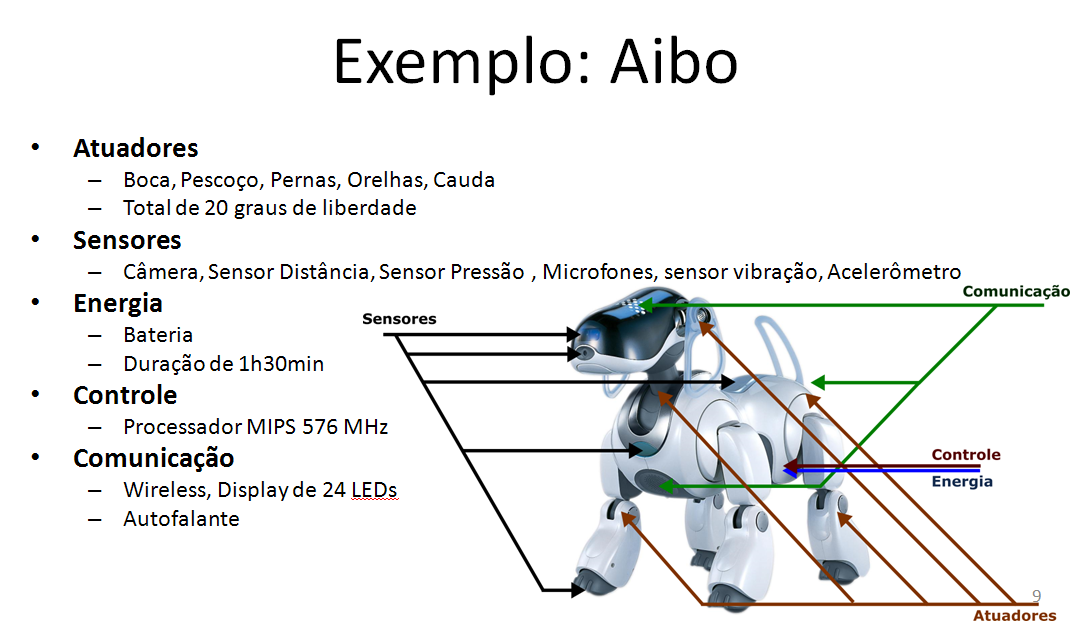 Exemplo: Aibo
• Atuadores
– Boca, Pescoço, Pernas, Orelhas, Cauda
– Total de 20 graus de liberdade
• Sensores
– Câmera, Sensor Distância, Sensor Pressão , Microfones, sensor vibração, Acelerômetro
• Energia
– Bateria
– Duração de 1h30min
• Controle
– Processador MIPS 576 MHz
• Comunicação
– Wireless, Display de 24 LEDs
– Autofalante
Sensores
Comunicação
Controle
Energia
Atuadores
9